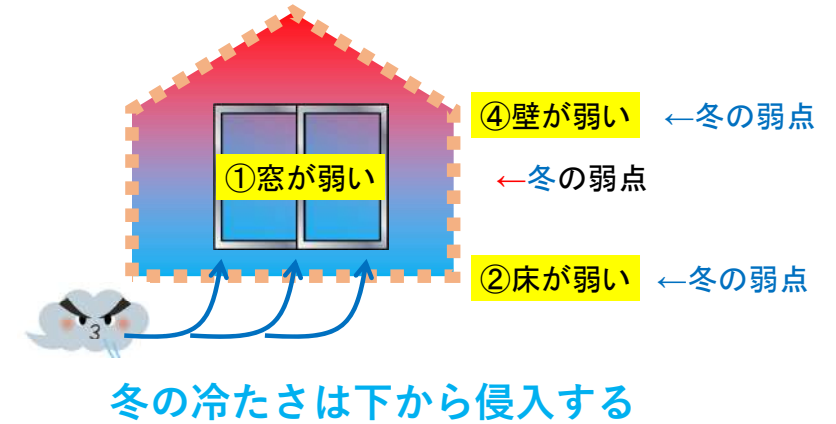 ④壁が弱い ←冬の弱点
①窓が弱い ←冬の弱点
②床が弱い ←冬の弱点
冬の冷たさは下から侵入する